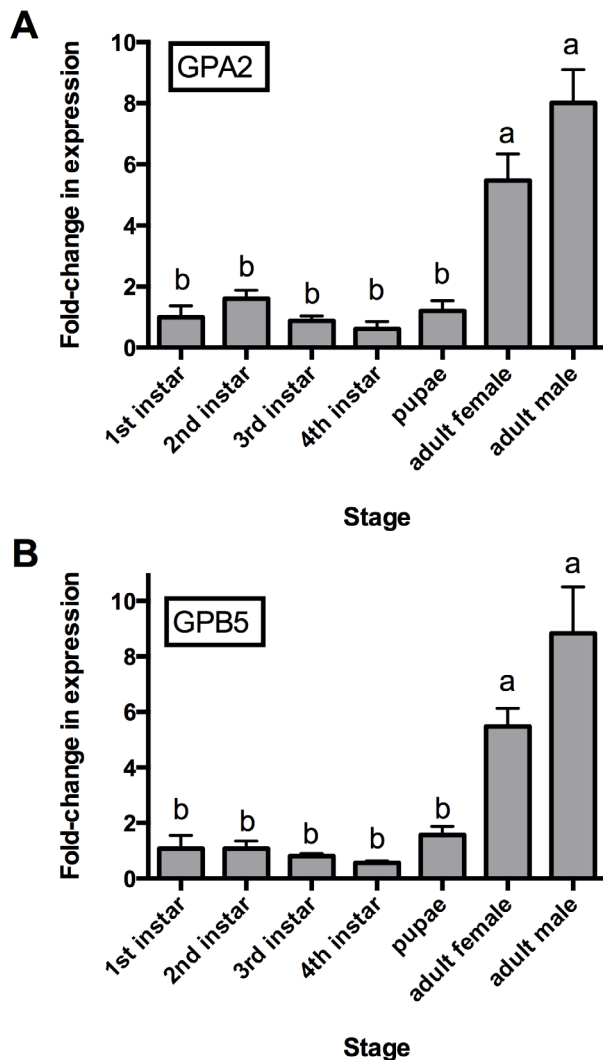 A
GPA2
Fold-change in expression
10
8
6
4
2
0
b
b
b
b
b
a
a
1st instar
2nd instar
3rd instar
4th instar
pupae
adult female
adult male
Stage
B
GPB5
Fold-change in expression
10
8
6
4
2
0
b
b
b
b
b
a
a
1st instar
2nd instar
3rd instar
4th instar
pupae
adult female
adult male
Stage